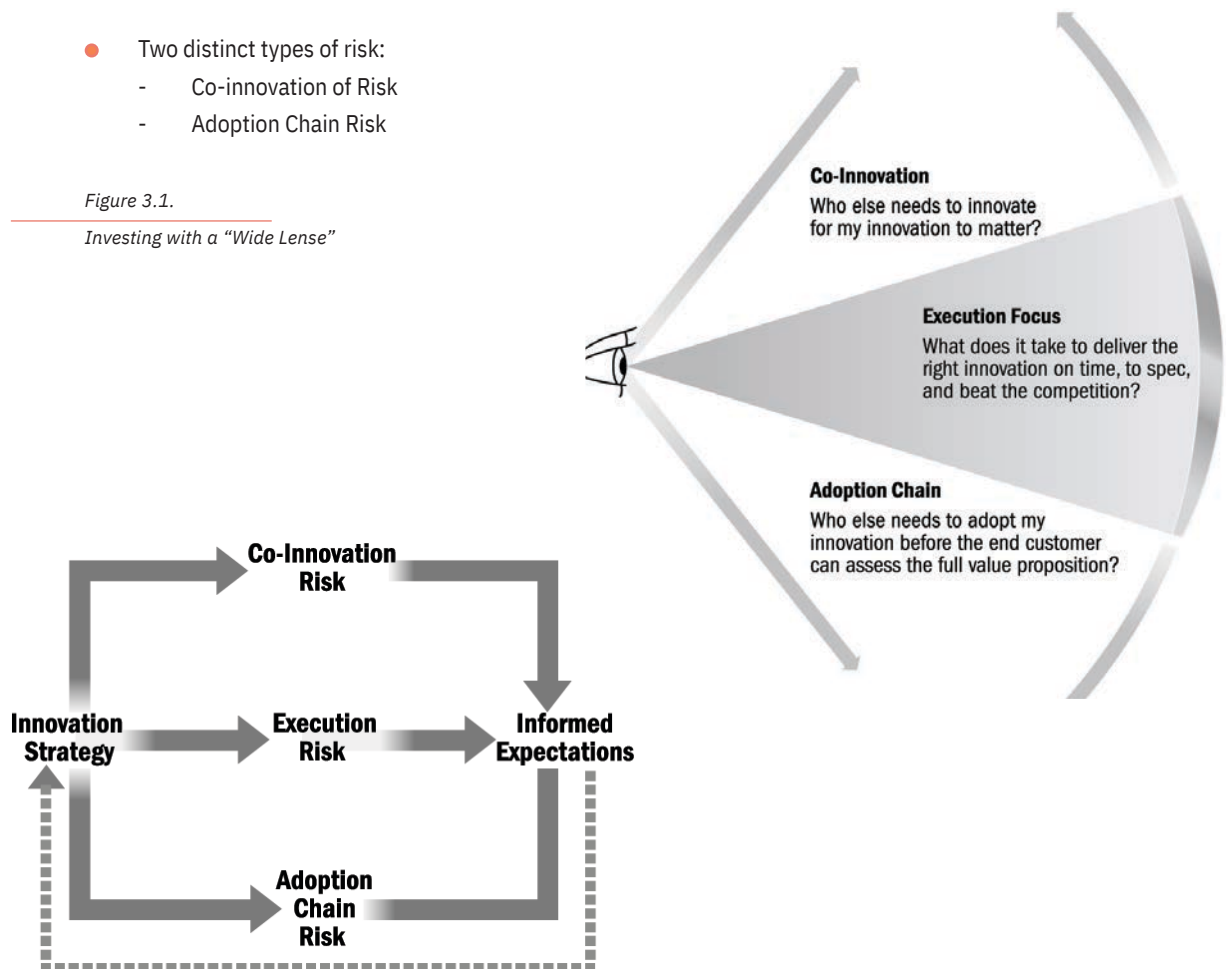 ● Two distinct types of risk:
- Co-innovation of Risk
- Adoption Chain Risk
Figure 3.1.
Investing with a “Wide Lense”
Co-Innovation
Who else needs to innovate
for my innovation to matter?
Execution Focus
What does it take to deliver the
right innovation on time, to spec,
and beat the competition?
Adoption Chain
Who else needs to adopt my
innovation before the end customer
can assess the full value proposition?
Co-Innovation
Risk
Innovation
Strategy
Execution
Risk
Informed
Expectations
Adoption
Chain
Risk